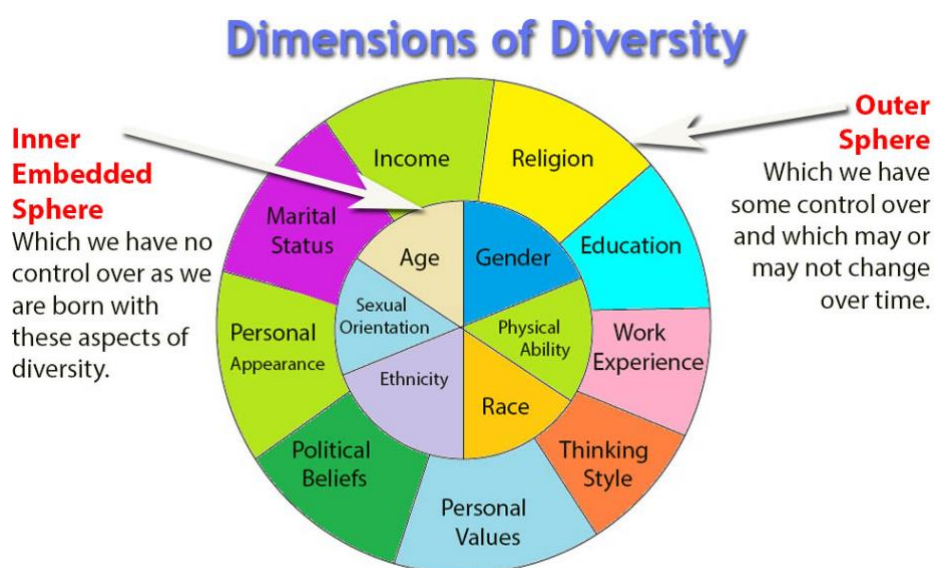 Dimensions of Diversity
Inner
Embedded
Sphere
Which we have no
control over as we
are born with
these aspects of
diversity.
Outer
Sphere
Which we have
some control over
and which may or
may not change
over time.
Income
Religion
Education
Work
Experience
Thinking
Style
Personal
Values
Political
Beliefs
Personal
Appearance
Marital
Status
Age
Gender
Physical
Ability
Race
Ethnicity
Sexual
Orientation